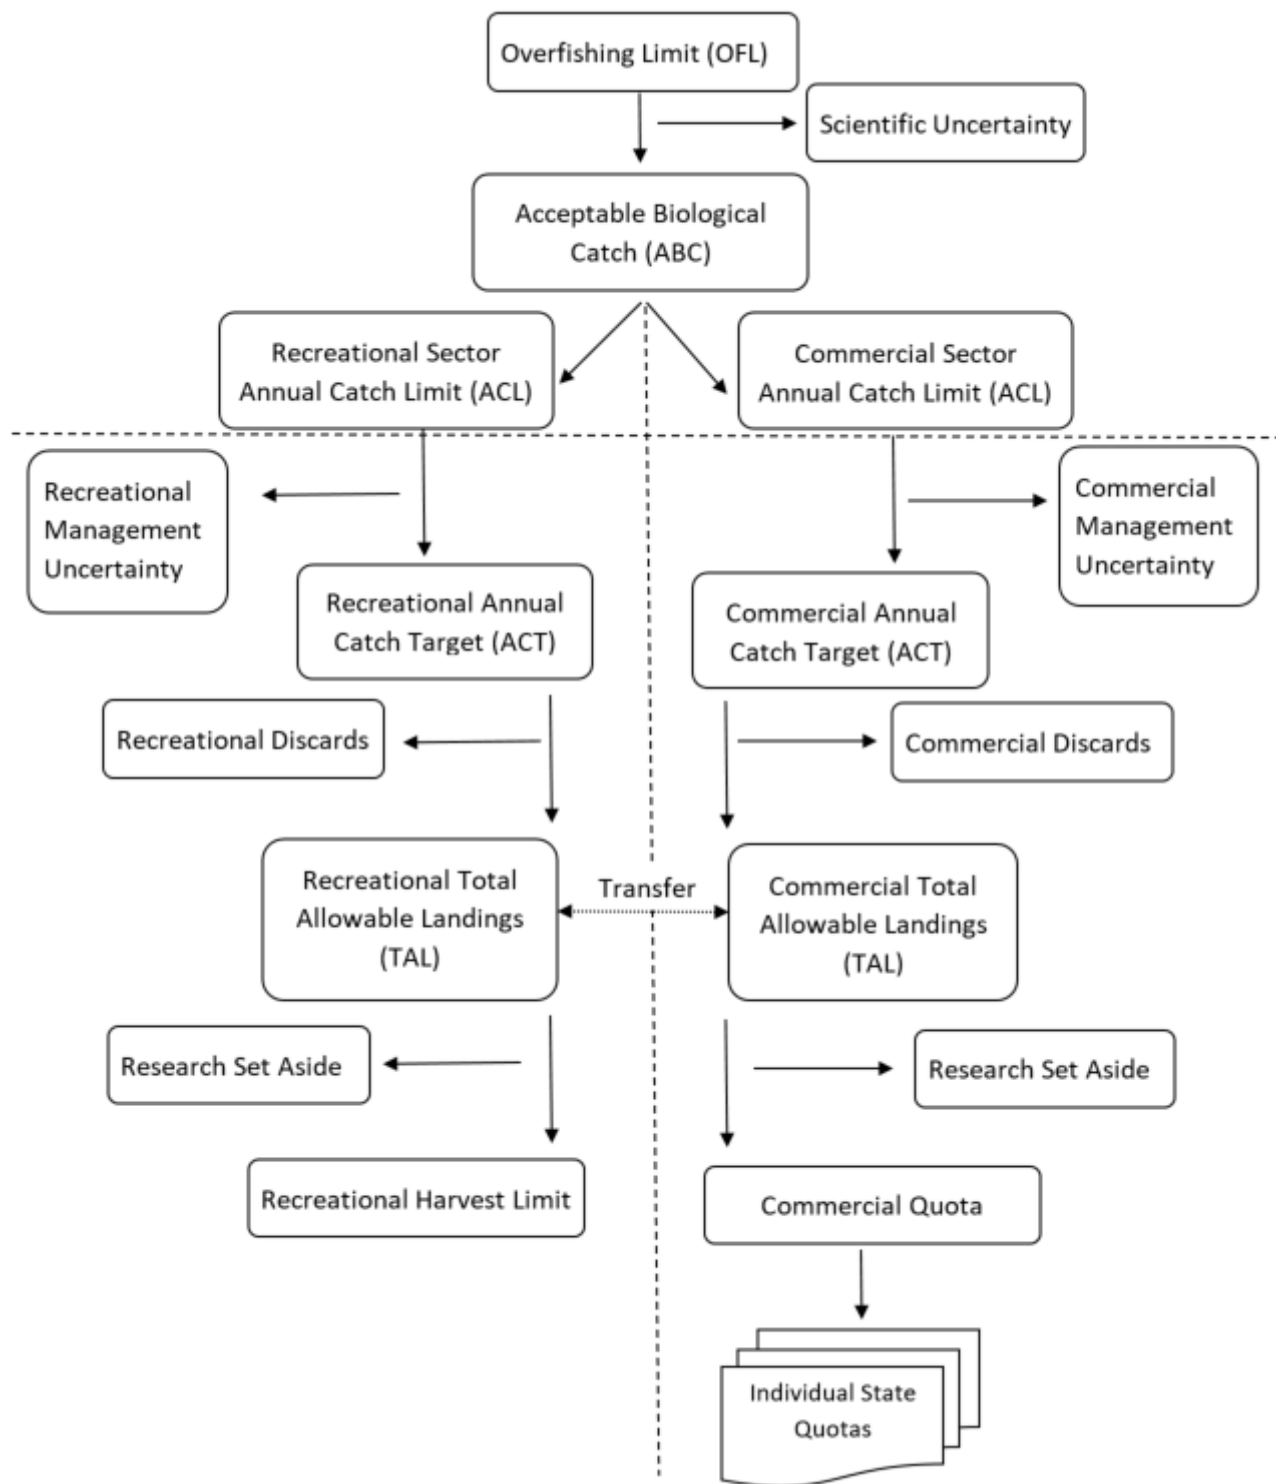 Overfishing Limit (OFL)
Scientific Uncertainty
Acceptable Biological
Catch (ABC)
Recreational Sector
Annual Catch Limit (ACL)
Commercial Sector
Annual Catch Limit (ACL)
Recreational
Management
Uncertainty
Commercial
Management
Uncertainty
Recreational Annual
Catch Target (ACT)
Commercial Annual
Catch Target (ACT)
Recreational Discards
Commercial Discards
Recreational Total
Allowable Landings
(TAL)
Transfer
Commercial Total
Allowable Landings
(TAL)
Research Set Aside
Research Set Aside
Recreational Harvest Limit
Commercial Quota
Individual State
Quotas